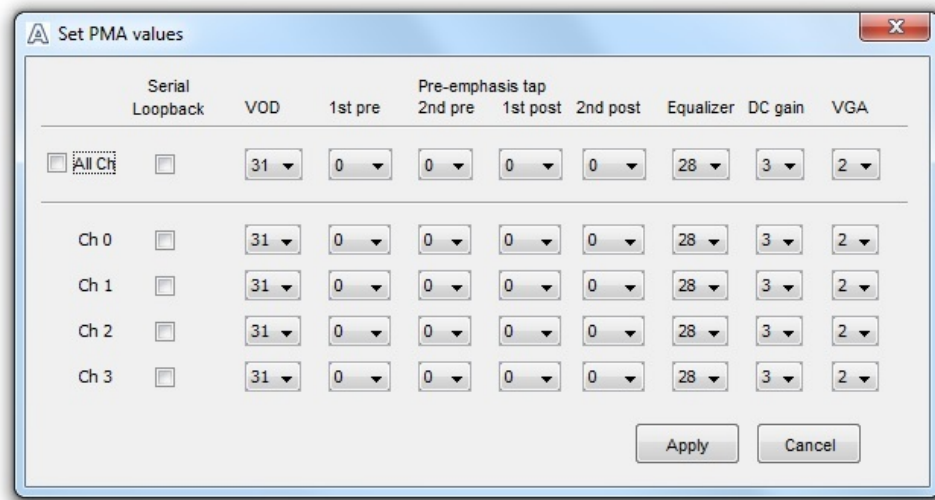 Set PMA values
X
Serial Loopback VOD 1st pre Pre-emphasis tap 2nd pre 1st post 2nd post Equalizer DC gain VGA
All Ch 31 0 0 0 0 28 3 2
Ch 0 31 0 0 0 0 28 3 2
Ch 1 31 0 0 0 0 28 3 2
Ch 2 31 0 0 0 0 28 3 2
Ch 3 31 0 0 0 0 28 3 2
Apply Cancel